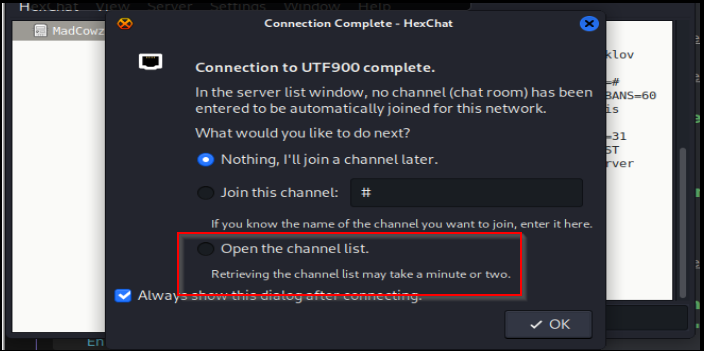 HexChat View Server Settings Window Help
Connection Complete - HexChat
MadCowz
klov
Connection to UTF900 complete.
=#
In the server list window, no channel (chat room) has been
BANS=60
entered to be automatically joined for this network.
is
What would you like to do next?
=31
Nothing, I'll join a channel later.
ST
rver
Join this channel: #
If you know the name of the channel you want to join, enter it here.
Open the channel list.
Retrieving the channel list may take a minute or two.
Always show this dialog after connecting.
OK
En